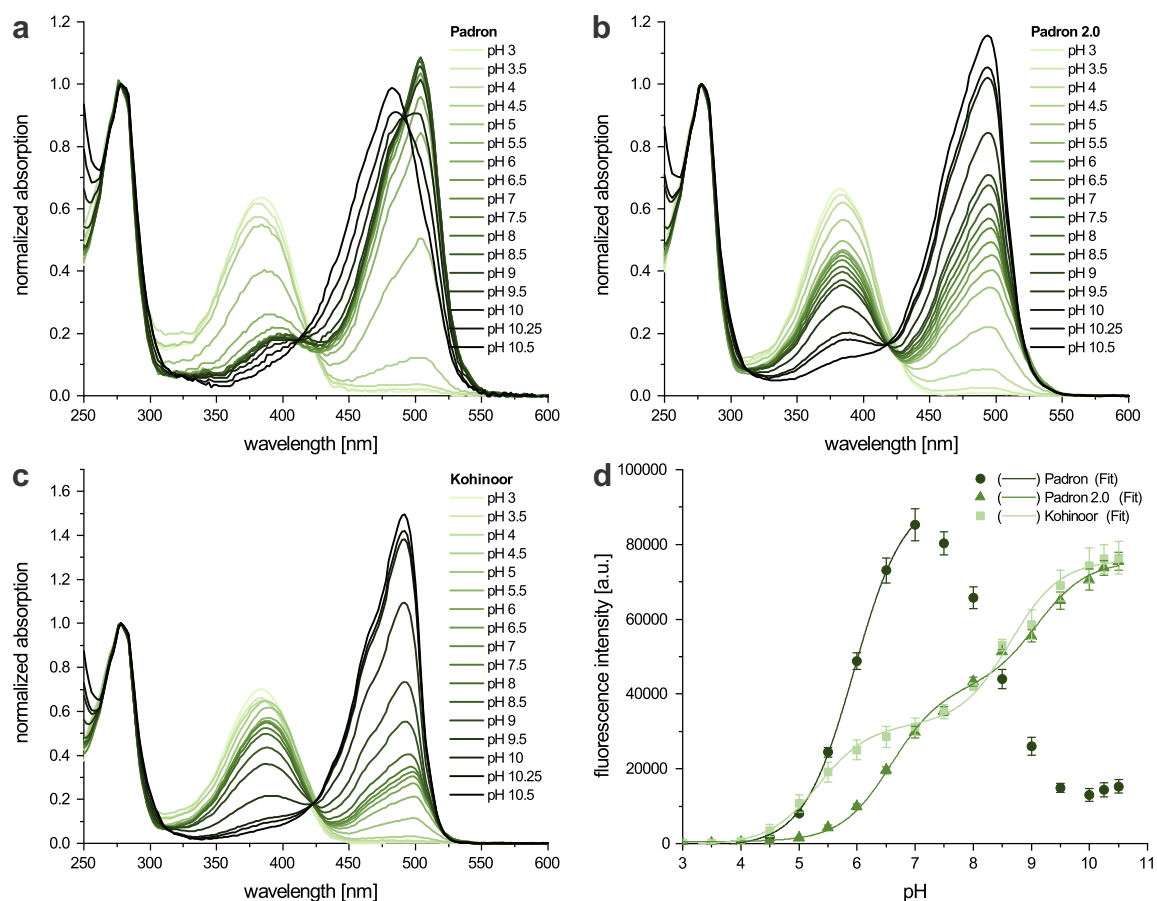 a
Padron
pH 3
pH 3.5
pH 4
pH 4.5
pH 5
pH 5.5
pH 6
pH 6.5
pH 7
pH 7.5
pH 8
pH 8.5
pH 9
pH 9.5
pH 10
pH 10.25
pH 10.5
1.2
1.0
0.8
0.6
0.4
0.2
0.0
normalized absorption
250 300 350 400 450 500 550 600
wavelength [nm]
b
Padron 2.0
pH 3
pH 3.5
pH 4
pH 4.5
pH 5
pH 5.5
pH 6
pH 6.5
pH 7
pH 7.5
pH 8
pH 8.5
pH 9
pH 9.5
pH 10
pH 10.25
pH 10.5
1.2
1.0
0.8
0.6
0.4
0.2
0.0
normalized absorption
250 300 350 400 450 500 550 600
wavelength [nm]
c
Kohinoor
pH 3
pH 3.5
pH 4
pH 4.5
pH 5
pH 5.5
pH 6
pH 6.5
pH 7
pH 7.5
pH 8
pH 8.5
pH 9
pH 9.5
pH 10
pH 10.25
pH 10.5
1.6
1.4
1.2
1.0
0.8
0.6
0.4
0.2
0.0
normalized absorption
250 300 350 400 450 500 550 600
wavelength [nm]
d
(—) Padron (Fit)
(—) Padron 2.0 (Fit)
(—) Kohinoor (Fit)
100000
80000
60000
40000
20000
0
fluorescence intensity [a.u.]
3 4 5 6 7 8 9 10 11
pH